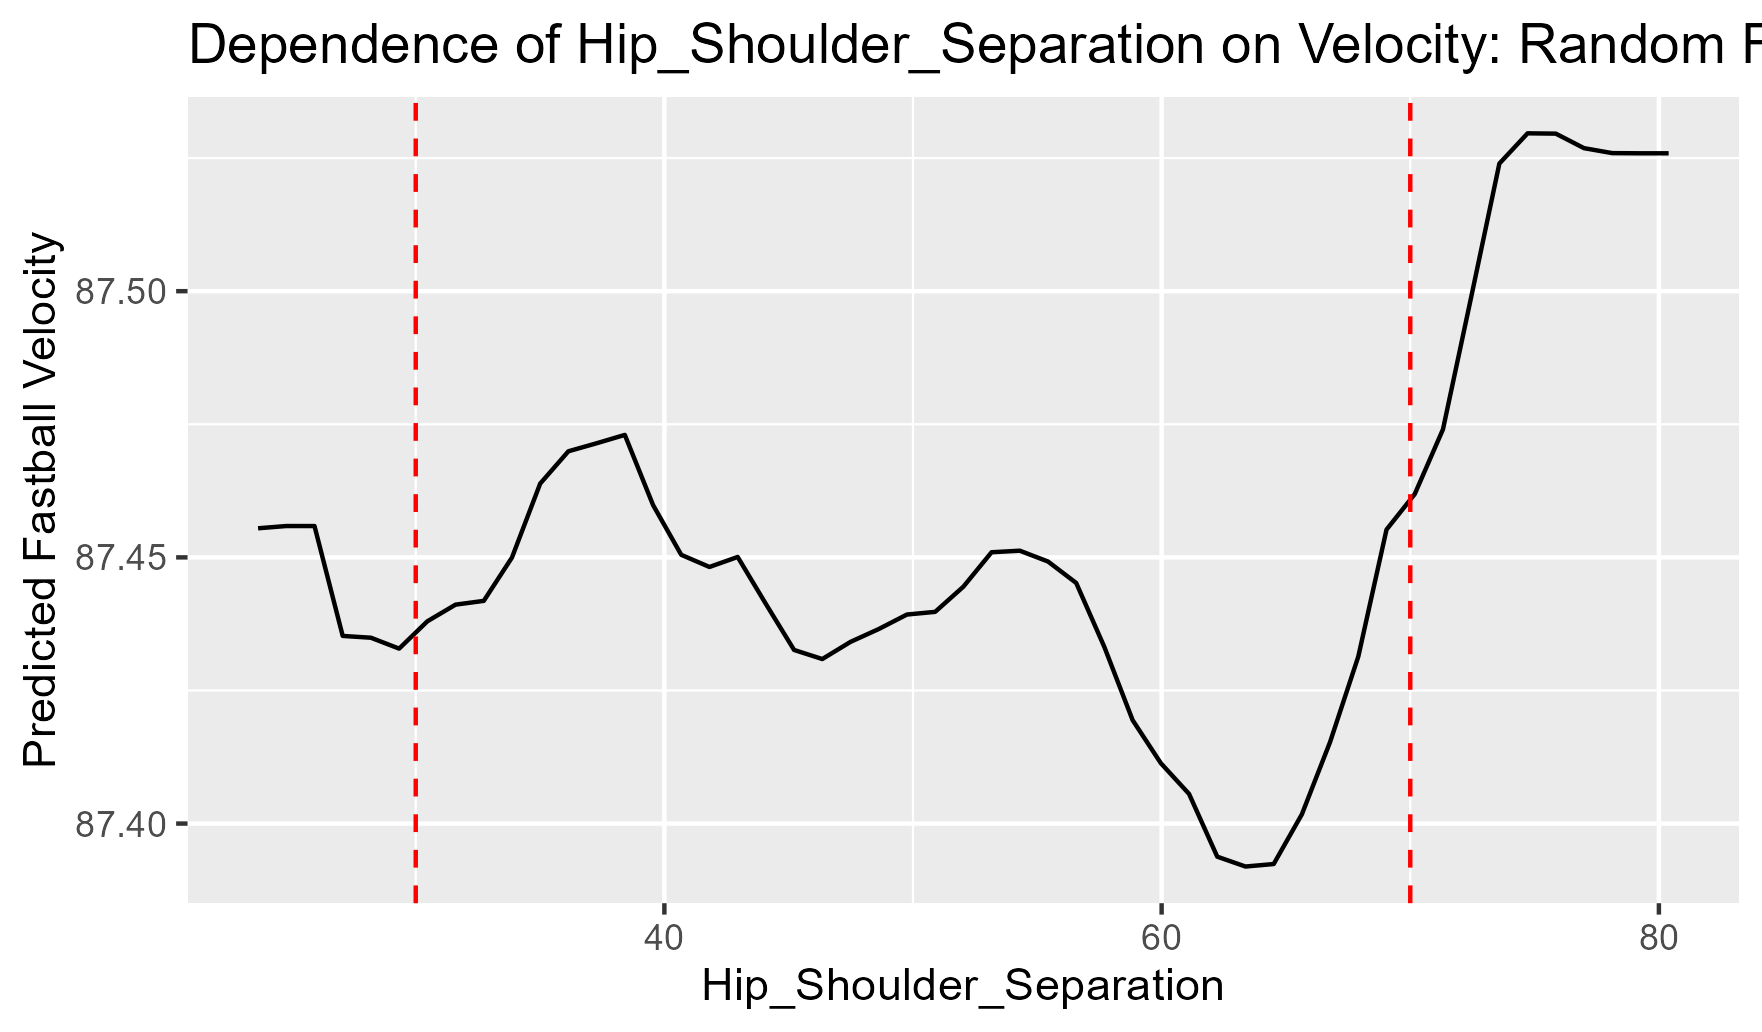 Dependence of Hip_Shoulder_Separation on Velocity: Random
Predicted Fastball Velocity
87.50
87.45
87.40
40 60 80
Hip_Shoulder_Separation